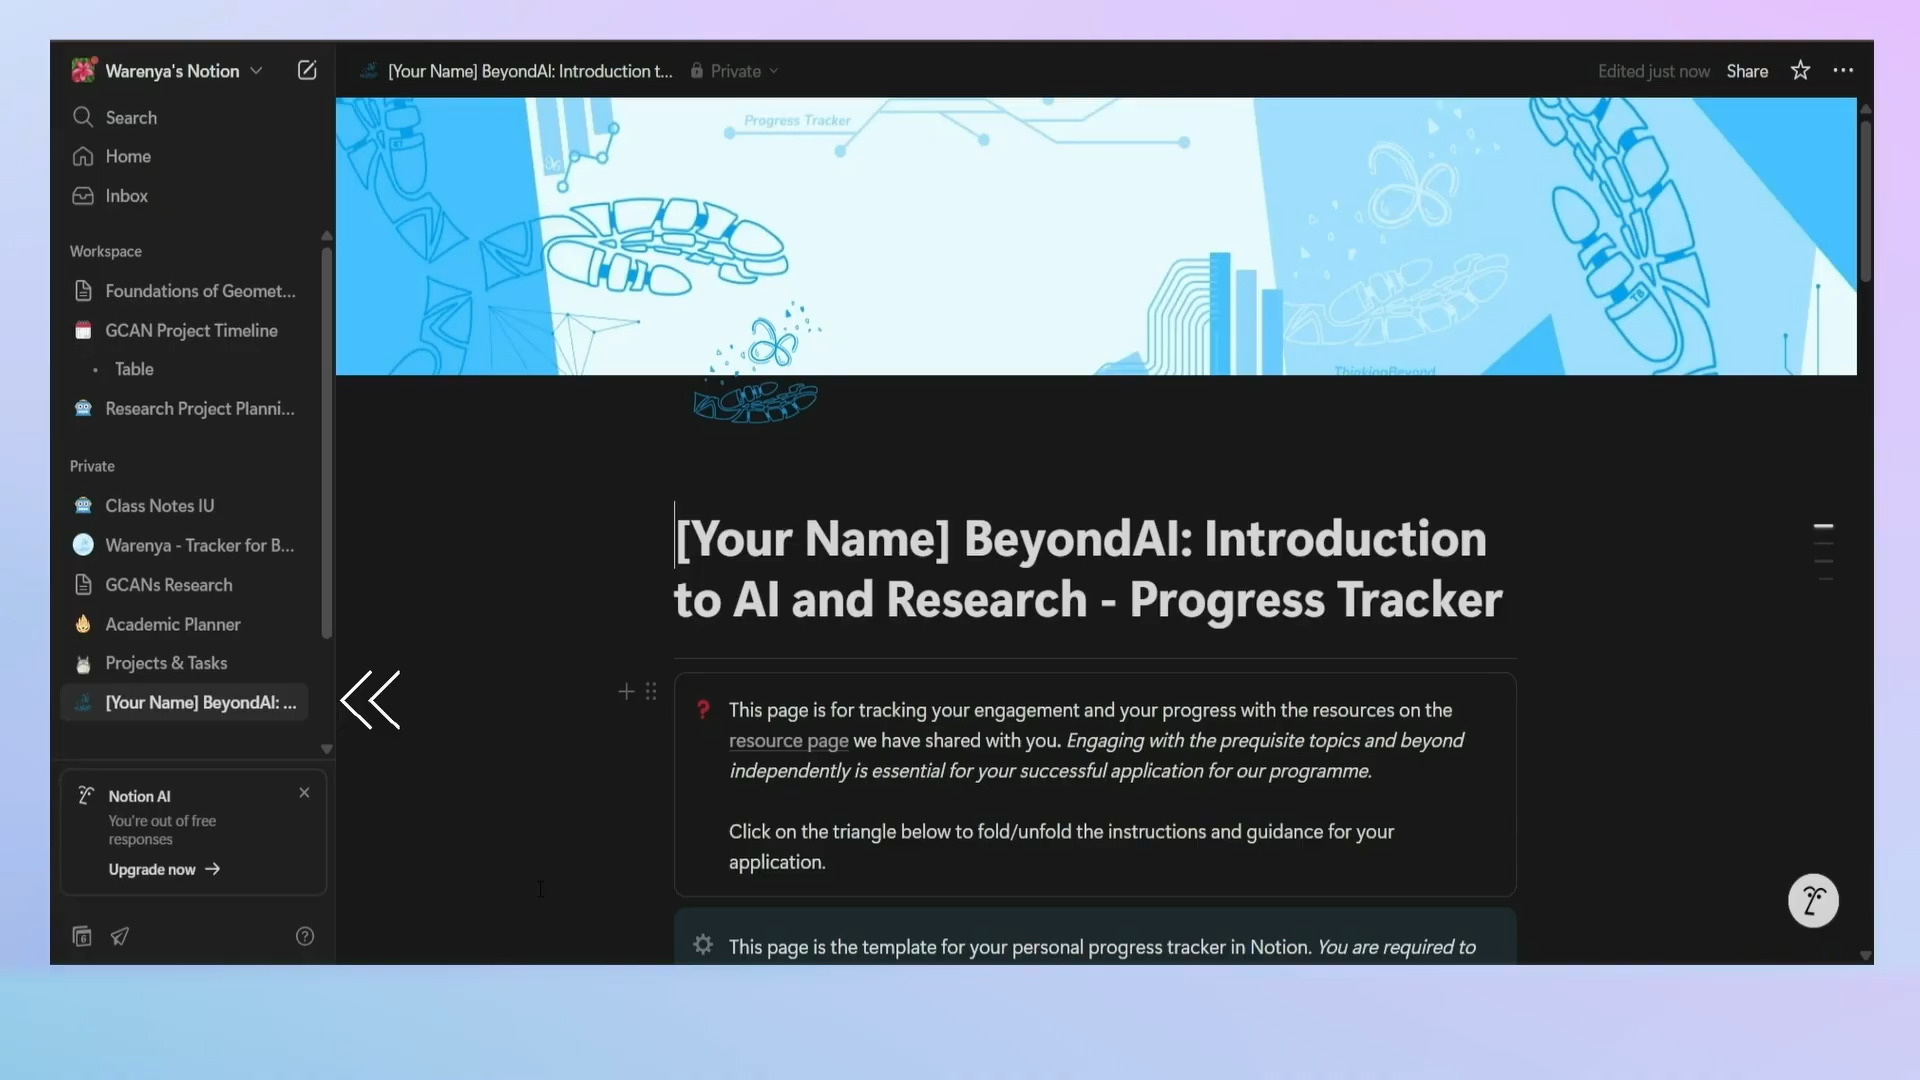 Warenya's Notion
[Your Name] BeyondAI: Introduction t...
Private
Edited just now
Share
Search
Home
Inbox
Workspace
Foundations of Geomet...
GCAN Project Timeline
Table
Research Project Planni...
Private
Class Notes IU
Warenya - Tracker for B...
GCANs Research
Academic Planner
Projects & Tasks
[Your Name] BeyondAI: ...
Notion AI
You're out of free
responses
Upgrade now
6
Progress Tracker
ThinkingBeyond
TB
[Your Name] BeyondAI: Introduction
to AI and Research - Progress Tracker
This page is for tracking your engagement and your progress with the resources on the
resource page we have shared with you. Engaging with the prequisite topics and beyond
independently is essential for your successful application for our programme.
Click on the triangle below to fold/unfold the instructions and guidance for your
application.
This page is the template for your personal progress tracker in Notion. You are required to